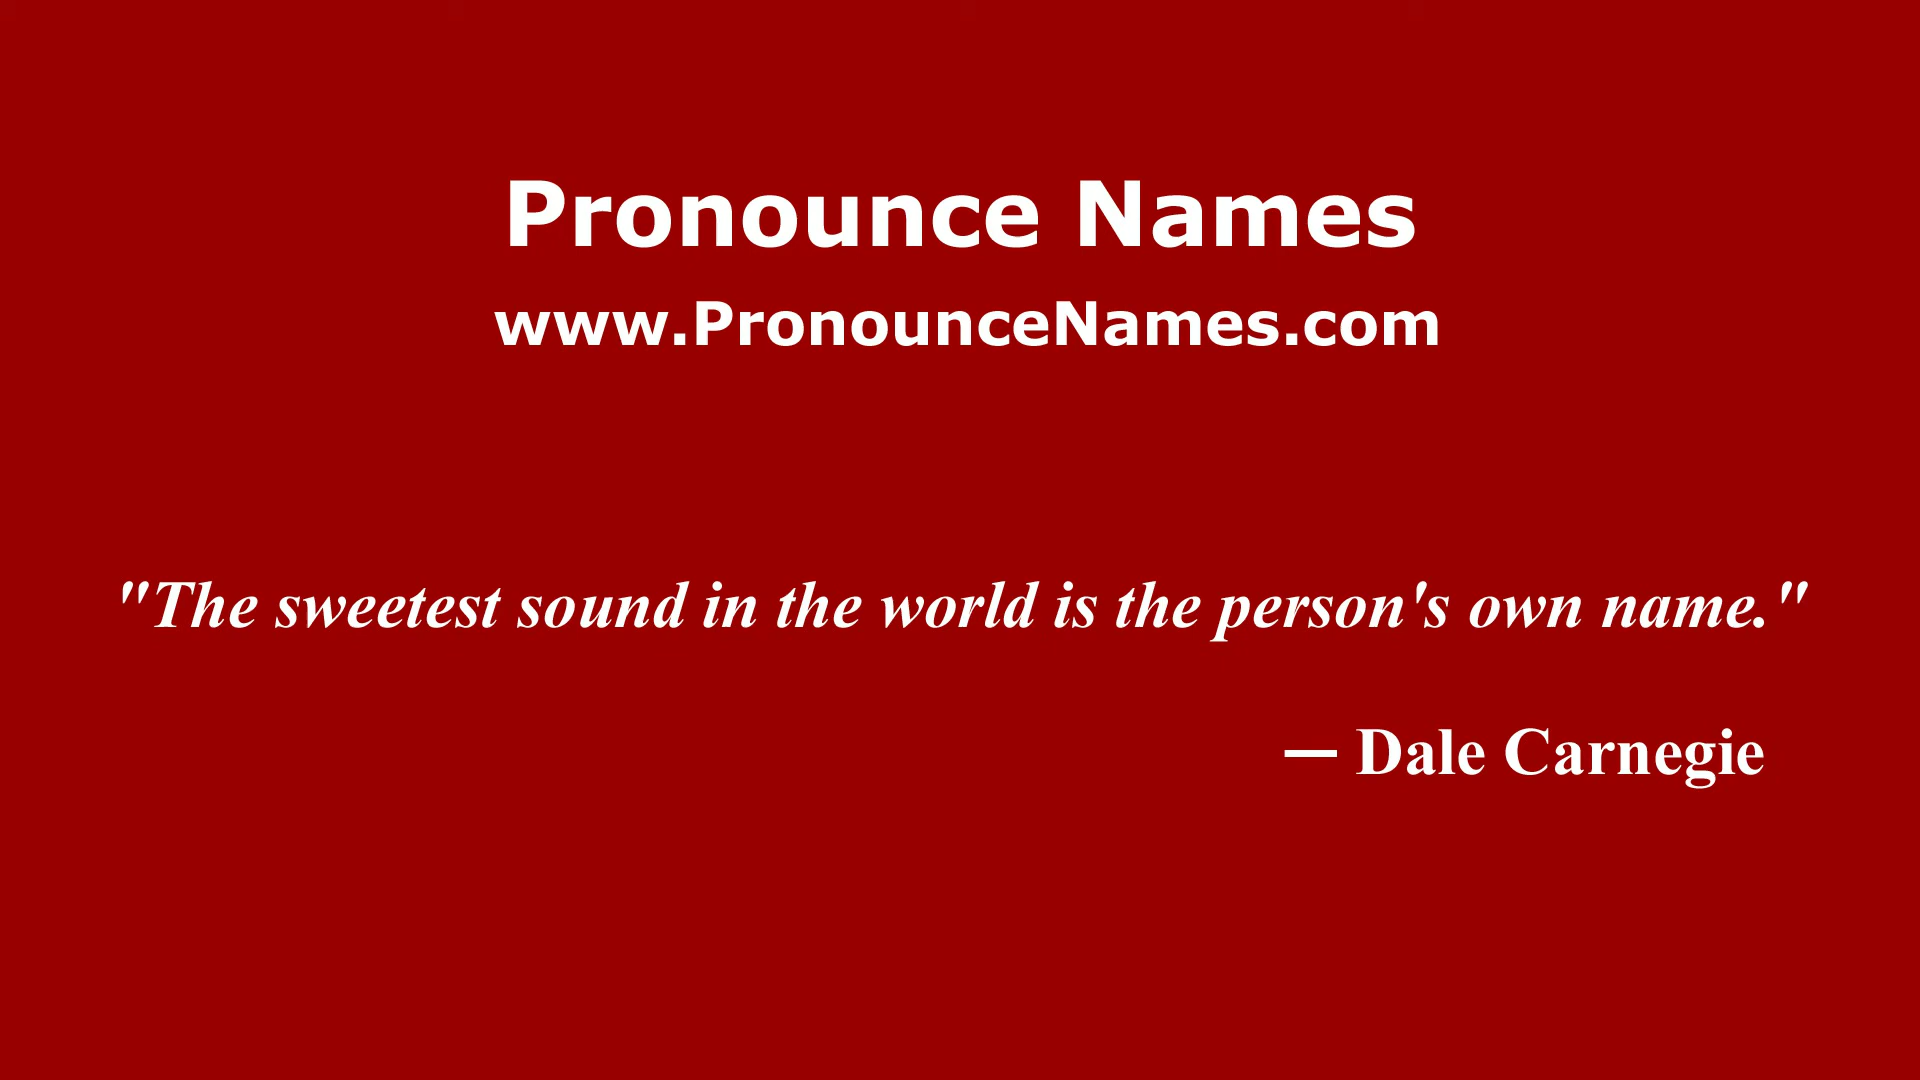 Pronounce Names
www.PronounceNames.com
"The sweetest sound in the world is the person's own name."
— Dale Carnegie